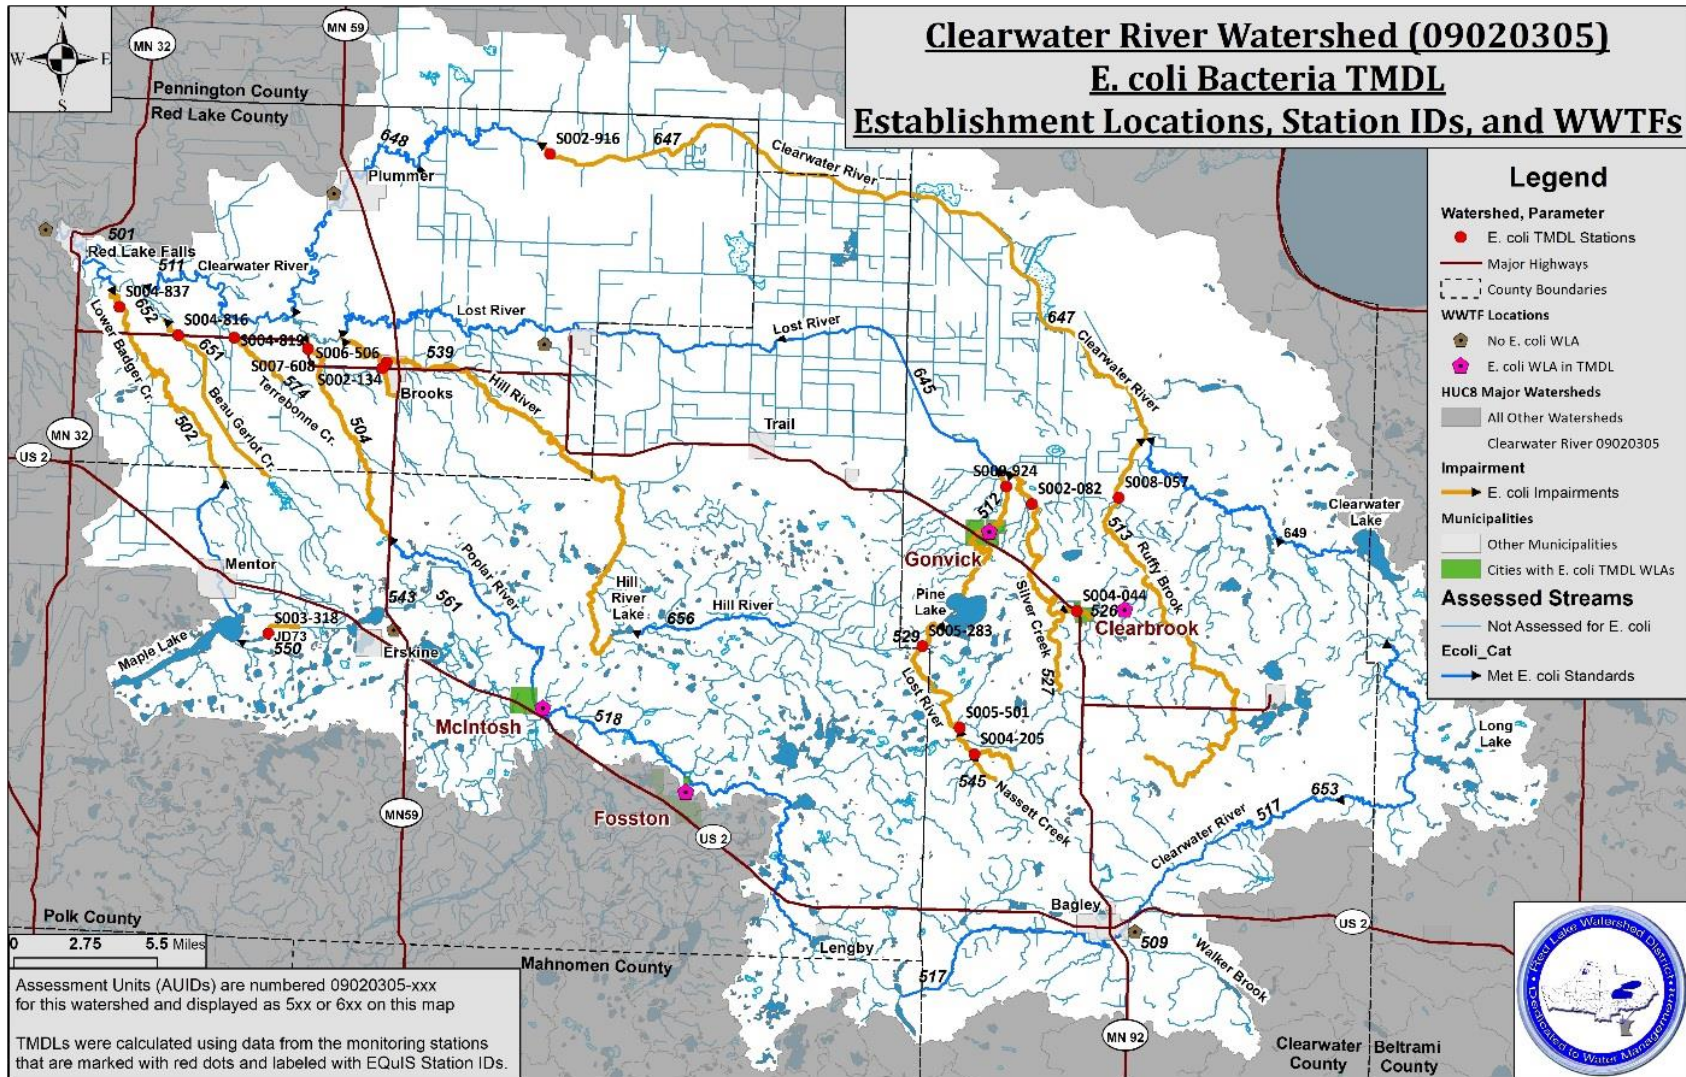 Clearwater River Watershed (09020305)
E. coli Bacteria TMDL
Establishment Locations, Station IDs, and WWTFs
N
W
E
S
MN 32
MN 59
Pennington County
Red Lake County
648
S002-916
647
Clearwater River
Plummer
501
Red Lake Falls
511
Clearwater River
S004-837
652
S004-816
Lost River
Lost River
647
Clearwater River
Lower Badger Cr.
651
S004-819
S006-506
539
S007-608
S002-134
Hill River
645
574
Terrebonne Cr.
Brooks
Beau Gerlot Cr.
502
504
Trail
MN 32
US 2
S009-924
S002-082
S008-057
512
513
Ruffy Brook
Clearwater
Lake
649
Gonvick
Poplar River
Mentor
543
561
Hill
River
Lake
656
Hill River
Pine
Lake
Silver Creek
S004-044
526
Clearbrook
S003-318
JD73
550
Maple Lake
Erskine
529
S005-283
527
Lost River
McIntosh
518
S005-501
S004-205
545
Nassett Creek
Long
Lake
653
517
Clearwater River
MN59
Fosston
US 2
Bagley
US 2
509
Walker Brook
Lengby
517
Polk County
Mahnomen County
MN 92
Clearwater
County
Beltrami
County
0
2.75
5.5 Miles
Assessment Units (AUIDs) are numbered 09020305-xxx
for this watershed and displayed as 5xx or 6xx on this map
TMDLs were calculated using data from the monitoring stations
that are marked with red dots and labeled with EQuIS Station IDs.
Legend
Watershed, Parameter
E. coli TMDL Stations
Major Highways
County Boundaries
WWTF Locations
No E. coli WLA
E. coli WLA in TMDL
HUC8 Major Watersheds
All Other Watersheds
Clearwater River 09020305
Impairment
E. coli Impairments
Municipalities
Other Municipalities
Cities with E. coli TMDL WLAs
Assessed Streams
Not Assessed for E. coli
Ecoli_Cat
Met E. coli Standards
Red Lake Watershed District
Dedicated to Water Management